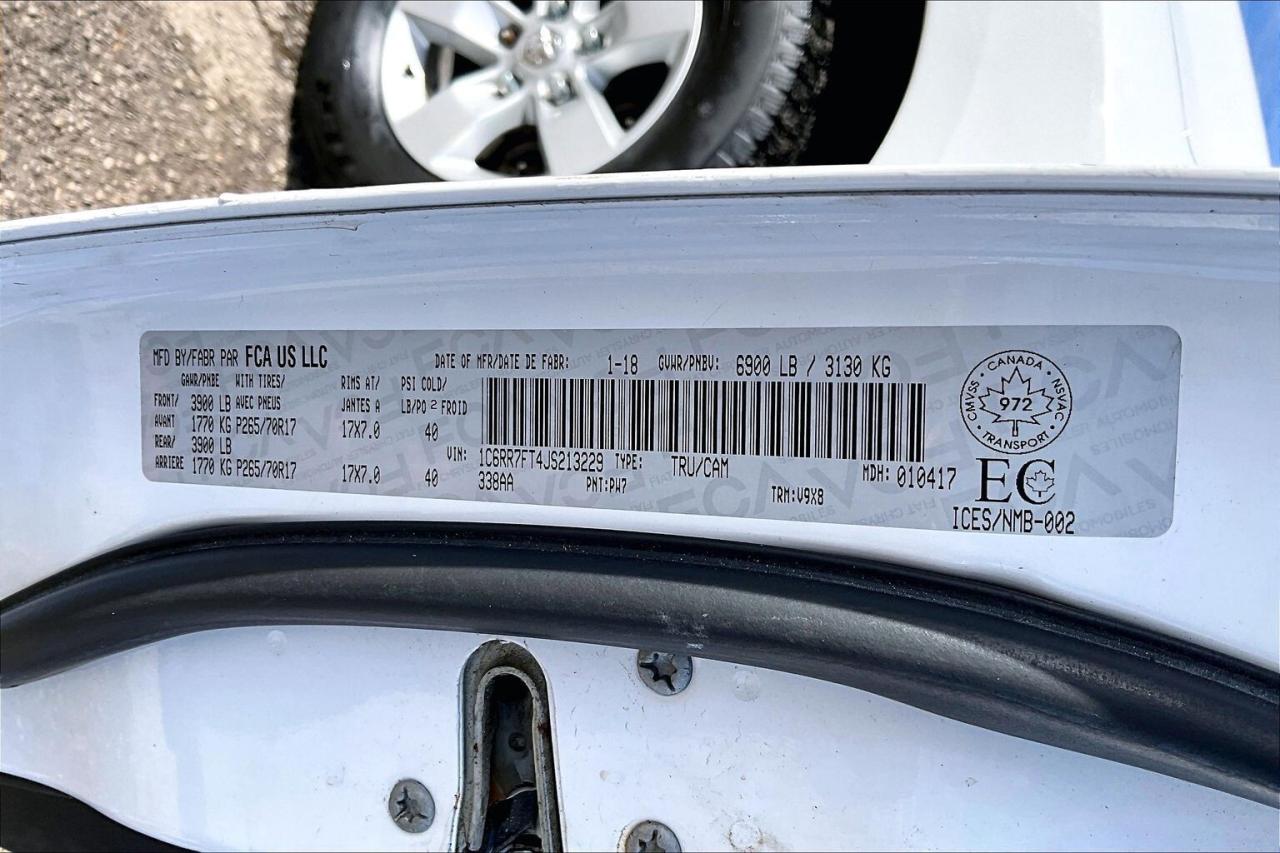 MFD BY/FABR PAR FCA US LLC DATE OF MFR/DATE DE FABR: 1-18 GVWR/PNBV: 6900 LB / 3130 KG
GAWR/PNBE WITH TIRES/ RIMS AT/ PSI COLD/
FRONT/ 3900 LB AVEC PNEUS JANTES A LB/PO 2 FROID
AVANT 1770 KG P265/70R17 17X7.0 40
REAR/ 3900 LB
ARRIERE 1770 KG P265/70R17 17X7.0 40
VIN: 1C6RR7FT4JS213229 TYPE: TRU/CAM MDH: 010417
338AA PNT:PW7 TRM:V9X8
CANADA
CMVSS 972 NSVAC
TRANSPORT
EC
ICES/NMB-002